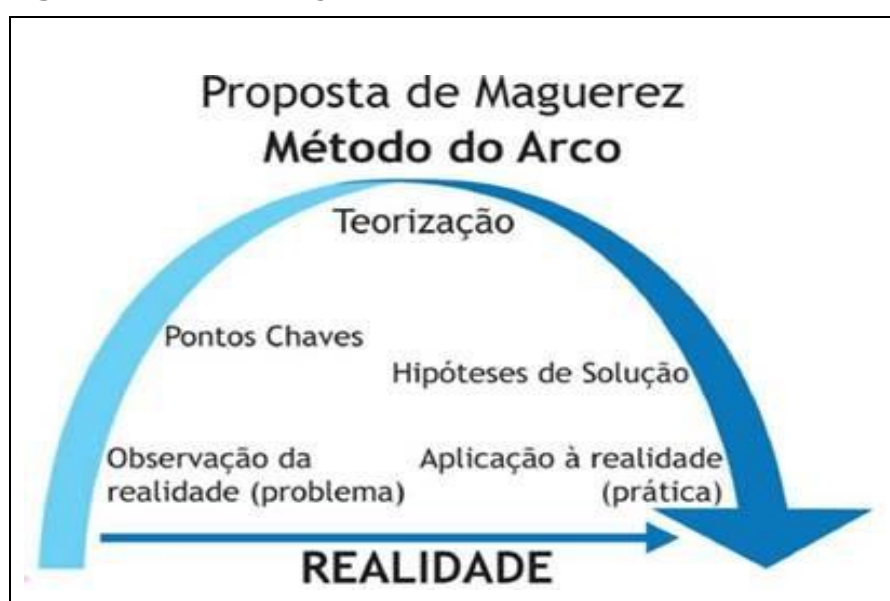 Proposta de Maguerez
Método do Arco
Teorização
Pontos Chaves
Hipóteses de Solução
Observação da
realidade (problema)
Aplicação à realidade
(prática)
REALIDADE